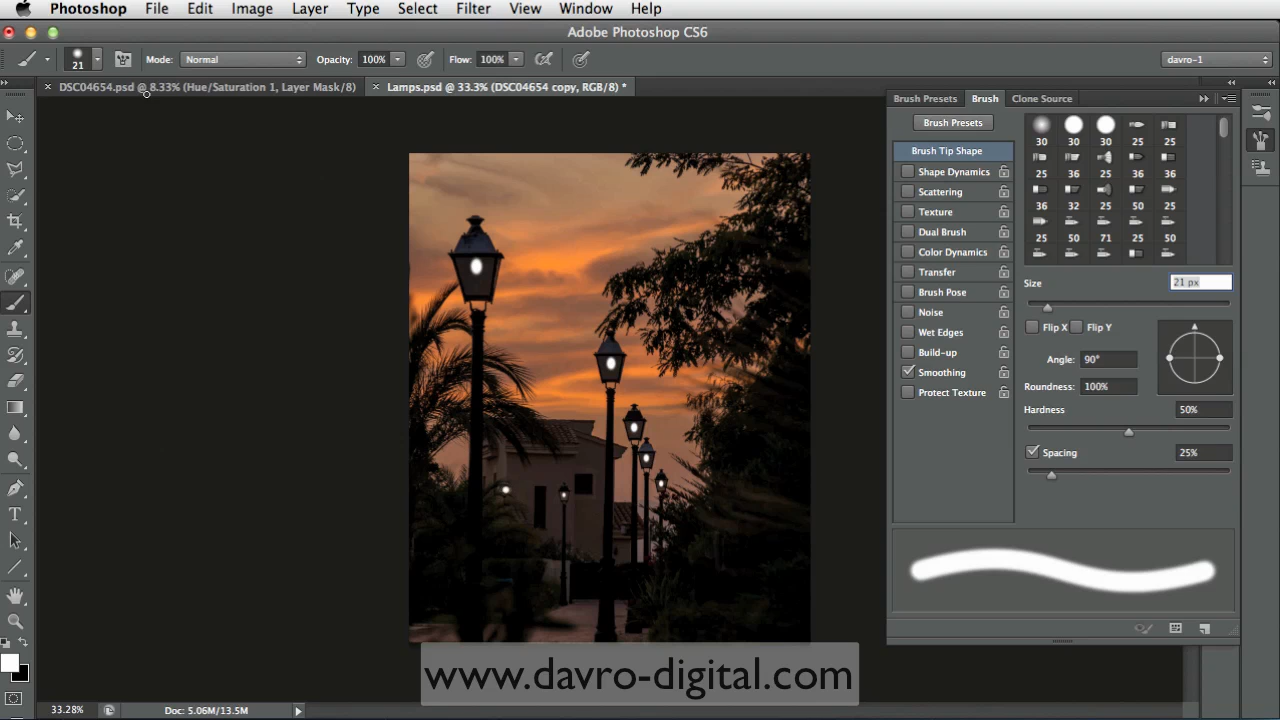 Photoshop File Edit Image Layer Type Select Filter View Window Help
Adobe Photoshop CS6
21 Mode: Normal Opacity: 100% Flow: 100% davro-1
DSC04654.psd @ 8.33% (Hue/Saturation 1, Layer Mask/8) Lamps.psd @ 33.3% (DSC04654 copy, RGB/8) *
Brush Presets Brush Clone Source
Brush Presets
Brush Tip Shape
Shape Dynamics
Scattering
Texture
Dual Brush
Color Dynamics
Transfer
Brush Pose
Noise
Wet Edges
Build-up
Smoothing
Protect Texture
30 30 30 25 25
25 36 25 36 36
36 32 25 50 25
25 50 71 25 50
Size 21 px
Flip X Flip Y
Angle: 90°
Roundness: 100%
Hardness 50%
Spacing 25%
T
www.davro-digital.com
33.28% Doc: 5.06M/13.5M